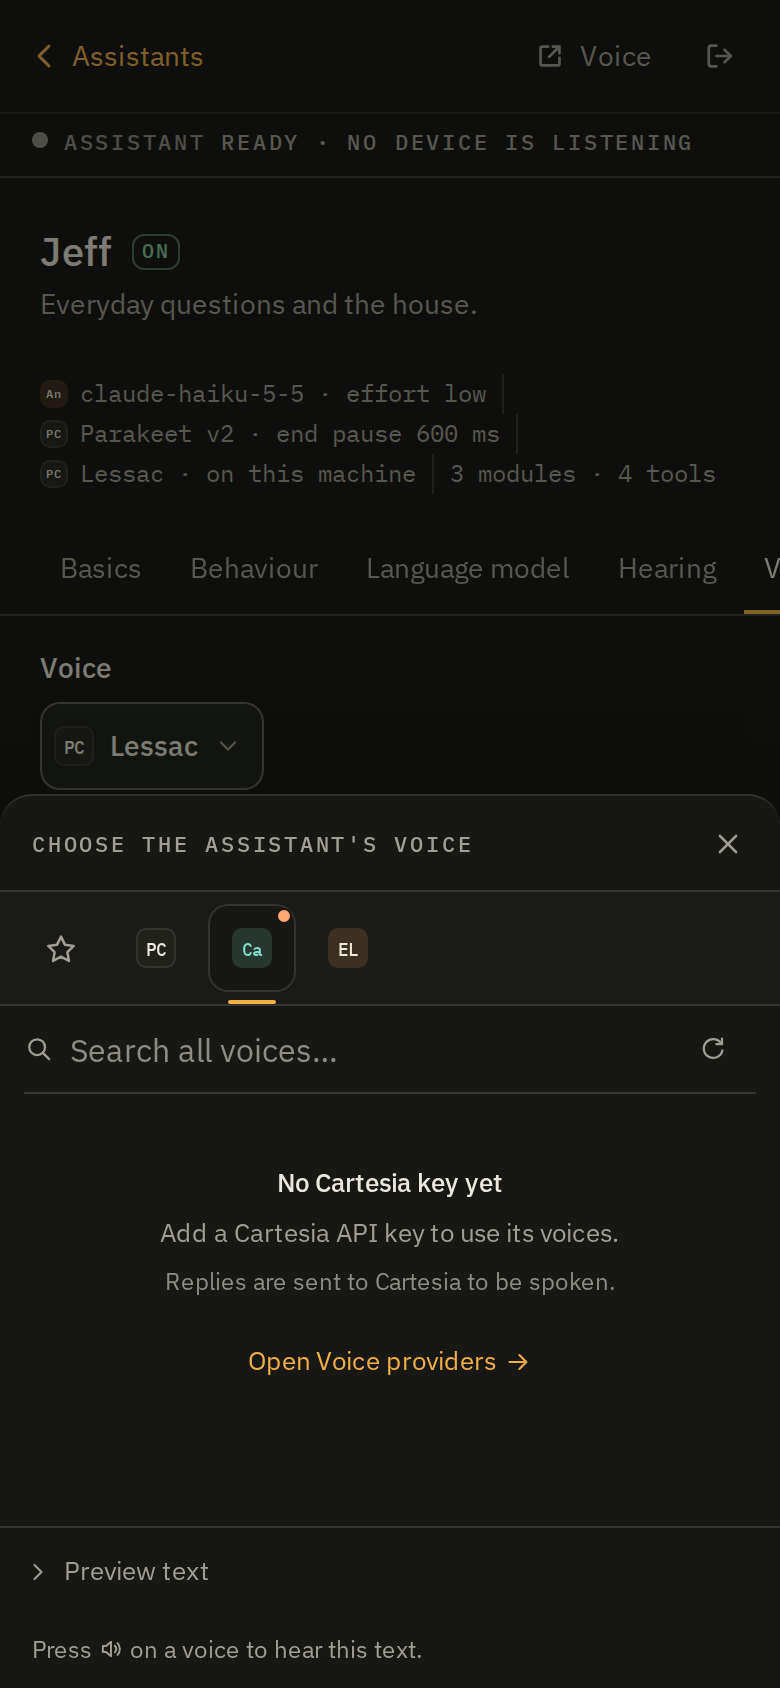 Assistants
Voice
ASSISTANT READY · NO DEVICE IS LISTENING
Jeff ON
Everyday questions and the house.
An claude-haiku-5-5 · effort low
PC Parakeet v2 · end pause 600 ms
PC Lessac · on this machine 3 modules · 4 tools
Basics Behaviour Language model Hearing V
Voice
PC Lessac
CHOOSE THE ASSISTANT'S VOICE
PC Ca EL
Search all voices…
No Cartesia key yet
Add a Cartesia API key to use its voices.
Replies are sent to Cartesia to be spoken.
Open Voice providers →
Preview text
Press on a voice to hear this text.